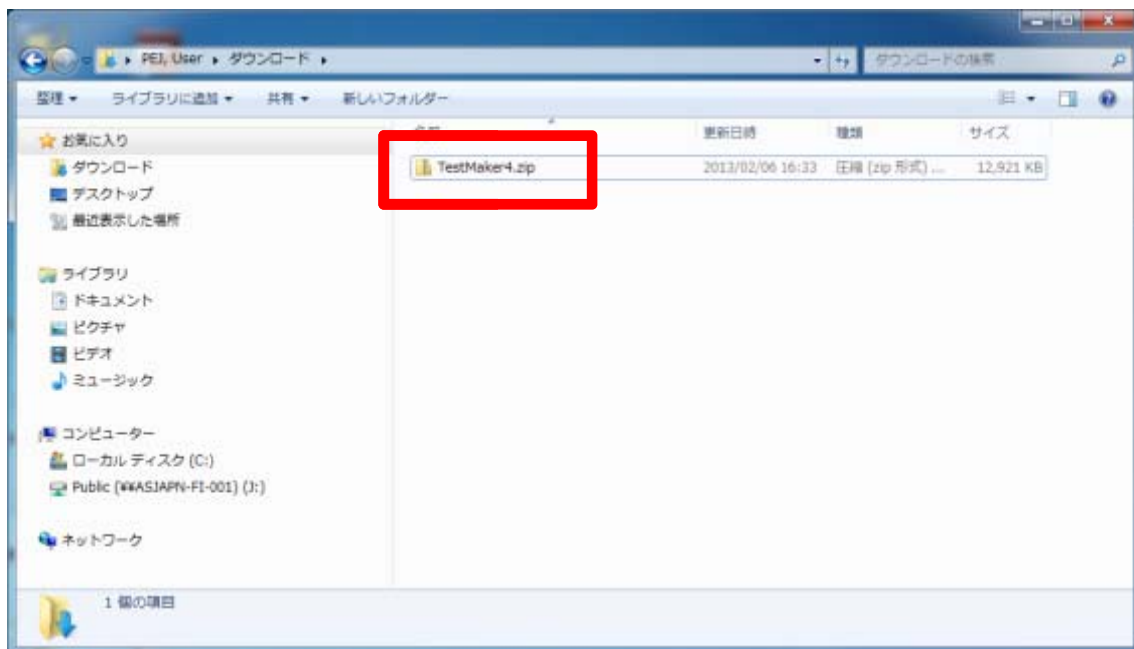 PEJ, User ダウンロード
ダウンロードの検索
整理 ライブラリに追加 共有 新しいフォルダー
更新日時 種類 サイズ
TestMaker4.zip 2013/02/06 16:33 圧縮 (zip 形式) ... 12,921 KB
お気に入り
ダウンロード
デスクトップ
最近表示した場所
ライブラリ
ドキュメント
ピクチャ
ビデオ
ミュージック
コンピューター
ローカル ディスク (C:)
Public (¥¥ASJAPN-FI-001) (J:)
ネットワーク
1 個の項目